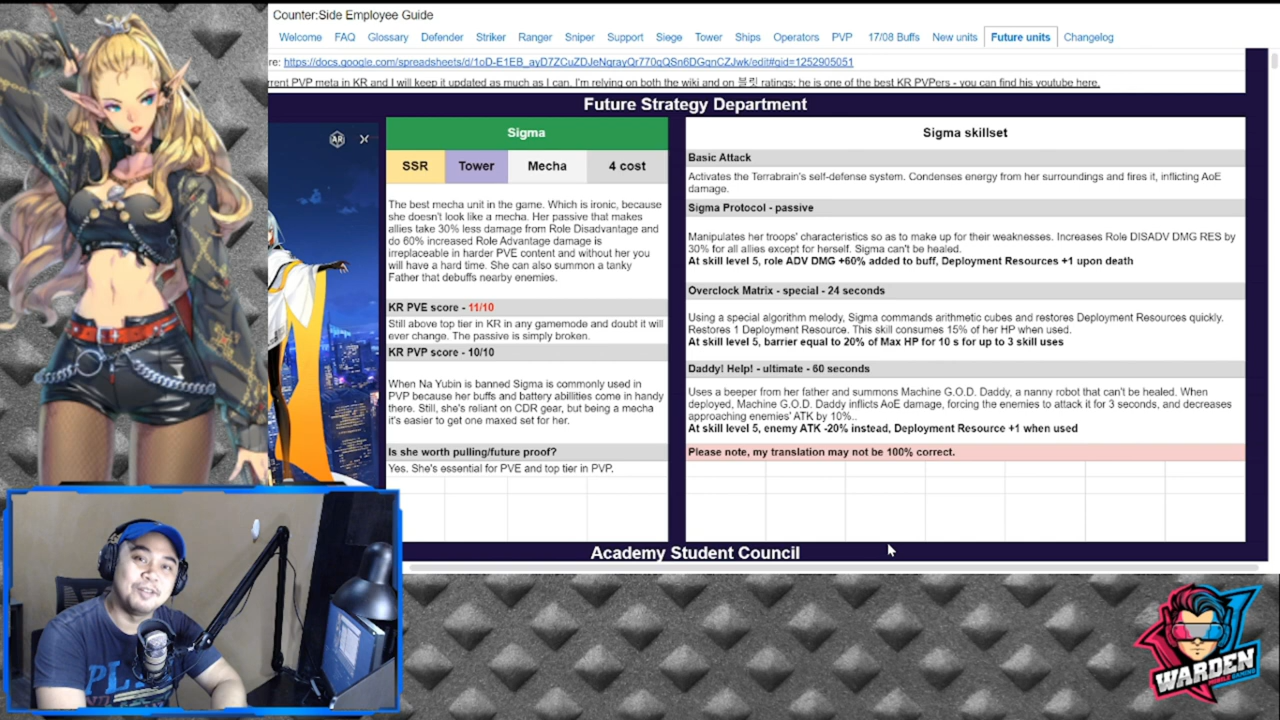 Counter:Side Employee Guide
Welcome FAQ Glossary Defender Striker Ranger Sniper Support Siege Tower Ships Operators PVP 17/08 Buffs New units Future units Changelog
re: https://docs.google.com/spreadsheets/d/1oD-E1EB_ayD7ZCuZDJeNgrayQr770qQSn6DGqnCZJwk/edit#gid=1252905051
rrent PVP meta in KR and I will keep it updated as much as I can. I'm relying on both the wiki and on 블릿 ratings; he is one of the best KR PVPers - you can find his youtube here.
Future Strategy Department
AR
Sigma
SSR Tower Mecha 4 cost
The best mecha unit in the game. Which is ironic, because
she doesn't look like a mecha. Her passive that makes
allies take 30% less damage from Role Disadvantage and
do 60% increased Role Advantage damage is
irreplaceable in harder PVE content and without her you
will have a hard time. She can also summon a tanky
Father that debuffs nearby enemies.
KR PVE score - 11/10
Still above top tier in KR in any gamemode and doubt it will
ever change. The passive is simply broken.
KR PVP score - 10/10
When Na Yubin is banned Sigma is commonly used in
PVP because her buffs and battery abillities come in handy
there. Still, she's reliant on CDR gear, but being a mecha
it's easier to get one maxed set for her.
Is she worth pulling/future proof?
Yes. She's essential for PVE and top tier in PVP.
Sigma skillset
Basic Attack
Activates the Terrabrain's self-defense system. Condenses energy from her surroundings and fires it, inflicting AoE
damage.
Sigma Protocol - passive
Manipulates her troops' characteristics so as to make up for their weaknesses. Increases Role DISADV DMG RES by
30% for all allies except for herself. Sigma can't be healed.
At skill level 5, role ADV DMG +60% added to buff, Deployment Resources +1 upon death
Overclock Matrix - special - 24 seconds
Using a special algorithm melody, Sigma commands arithmetic cubes and restores Deployment Resources quickly.
Restores 1 Deployment Resource. This skill consumes 15% of her HP when used.
At skill level 5, barrier equal to 20% of Max HP for 10 s for up to 3 skill uses
Daddy! Help! - ultimate - 60 seconds
Uses a beeper from her father and summons Machine G.O.D. Daddy, a nanny robot that can't be healed. When
deployed, Machine G.O.D. Daddy inflicts AoE damage, forcing the enemies to attack it for 3 seconds, and decreases
approaching enemies' ATK by 10%..
At skill level 5, enemy ATK -20% instead, Deployment Resource +1 when used
Please note, my translation may not be 100% correct.
Academy Student Council
WARDEN
MOBILE GAMING